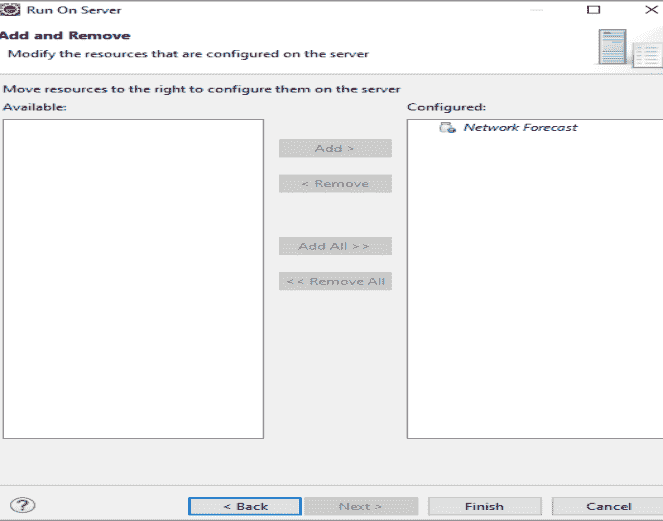 Run On Server
Add and Remove
Modify the resources that are configured on the server
Move resources to the right to configure them on the server
Available:
Configured:
Network Forecast
Add >
< Remove
Add All >>
<< Remove All
?
< Back
Next >
Finish
Cancel